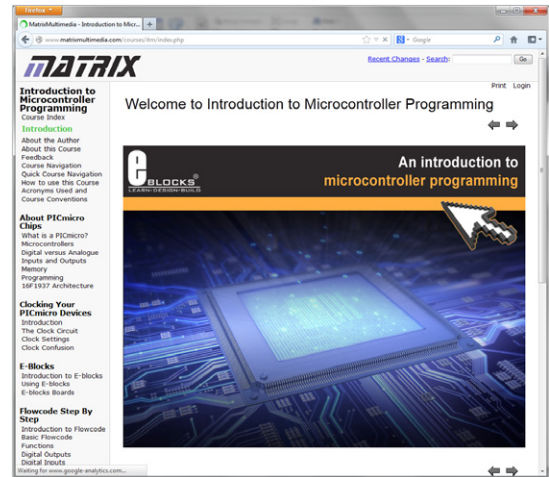 Firefox
MatrixMultimedia - Introduction to Micr...
www.matrixmultimedia.com/courses/itm/index.php
Google
MATRIX
Recent Changes - Search:
Go
Print Login
Introduction to
Microcontroller
Programming
Course Index
Introduction
About the Author
About this Course
Feedback
Course Navigation
Quick Course Navigation
How to use this Course
Acronyms Used and
Course Conventions
About PICmicro
Chips
What is a PICmicro?
Microcontrollers
Digital versus Analogue
Inputs and Outputs
Memory
Programming
16F1937 Architecture
Clocking Your
PICmicro Devices
Introduction
The Clock Circuit
Clock Settings
Clock Confusion
E-Blocks
Introduction to E-blocks
Using E-blocks
E-blocks Boards
Flowcode Step By
Step
Introduction to Flowcode
Basic Flowcode
Functions
Digital Outputs
Digital Inputs
Waiting for www.google-analytics.com...
Welcome to Introduction to Microcontroller Programming
e
BLOCKS®
LEARN·DESIGN·BUILD
An introduction to
microcontroller programming